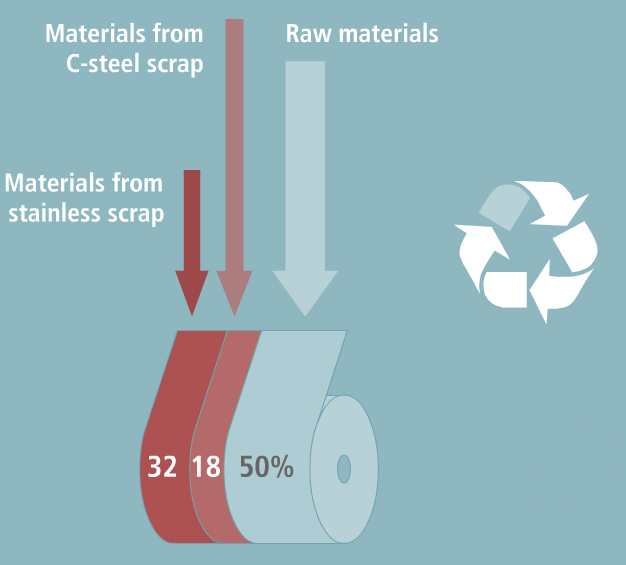 Materials from
C-steel scrap
Raw materials
Materials from
stainless scrap
32 18 50%